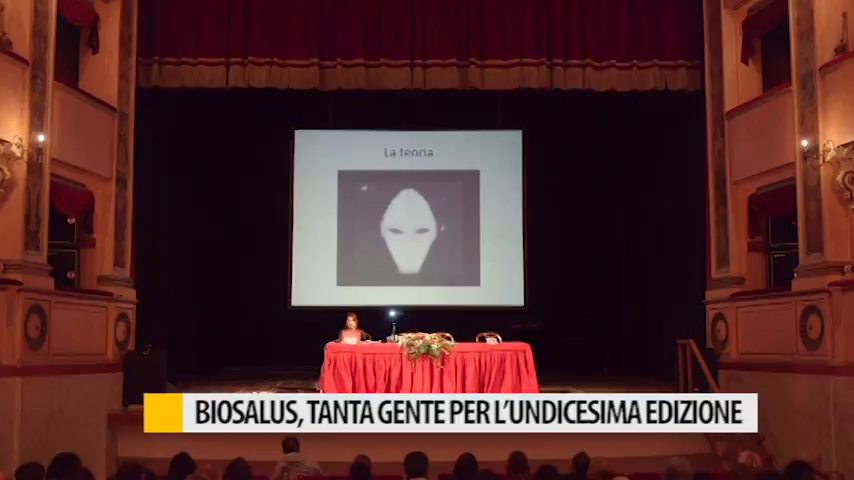 La teoria
BIOSALUS, TANTA GENTE PER L'UNDICESIMA EDIZIONE